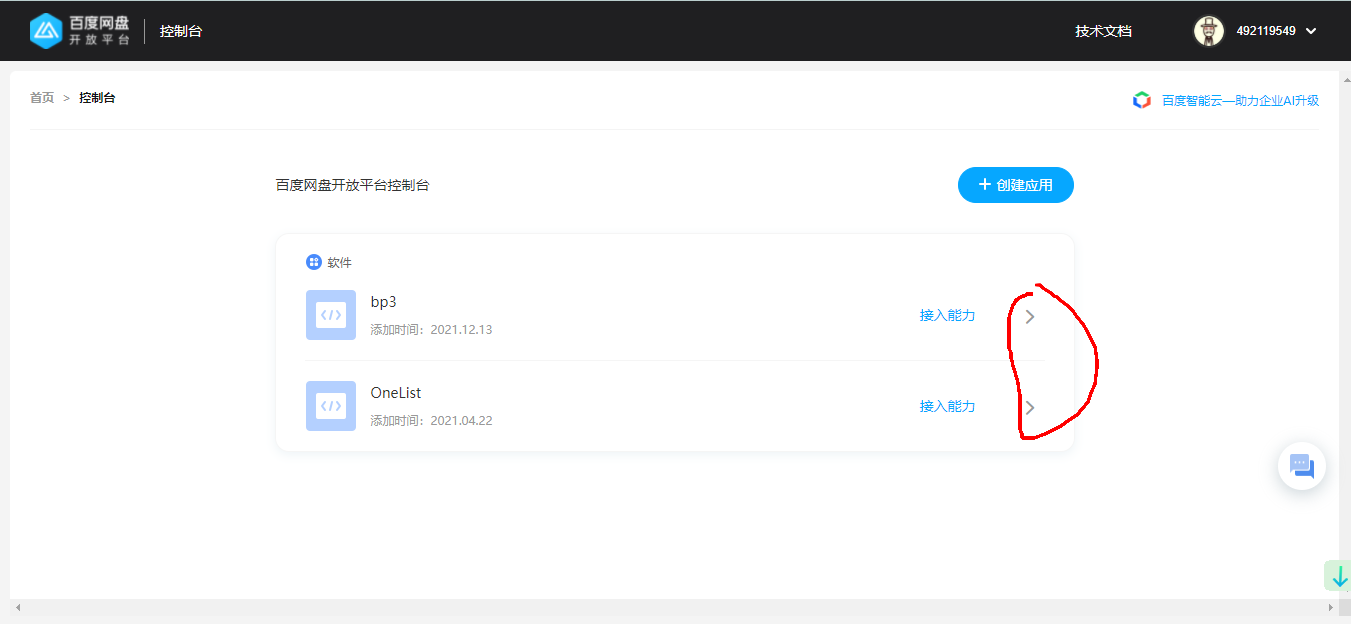 百度网盘
开放平台
控制台
技术文档
492119549
首页 > 控制台
百度智能云—助力企业AI升级
百度网盘开放平台控制台
+ 创建应用
软件
bp3
添加时间：2021.12.13
接入能力
OneList
添加时间：2021.04.22
接入能力